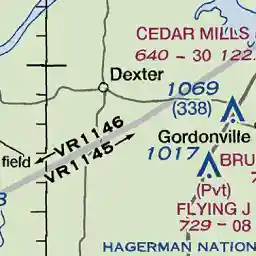 CEDAR MILLS
640 - 30 122.
Dexter
1069
(338)
Gordonville
field
VR1146
VR1145
1017
BRU
(Pvt)
FLYING J
729 - 08
HAGERMAN NATION